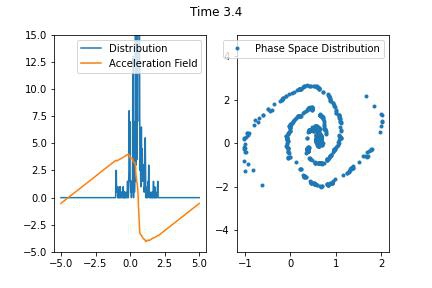 Time 3.4
15.0
12.5
10.0
7.5
5.0
2.5
0.0
−2.5
−5.0
−5.0 −2.5 0.0 2.5 5.0
Distribution
Acceleration Field
4
2
0
−2
−4
−1 0 1 2
Phase Space Distribution